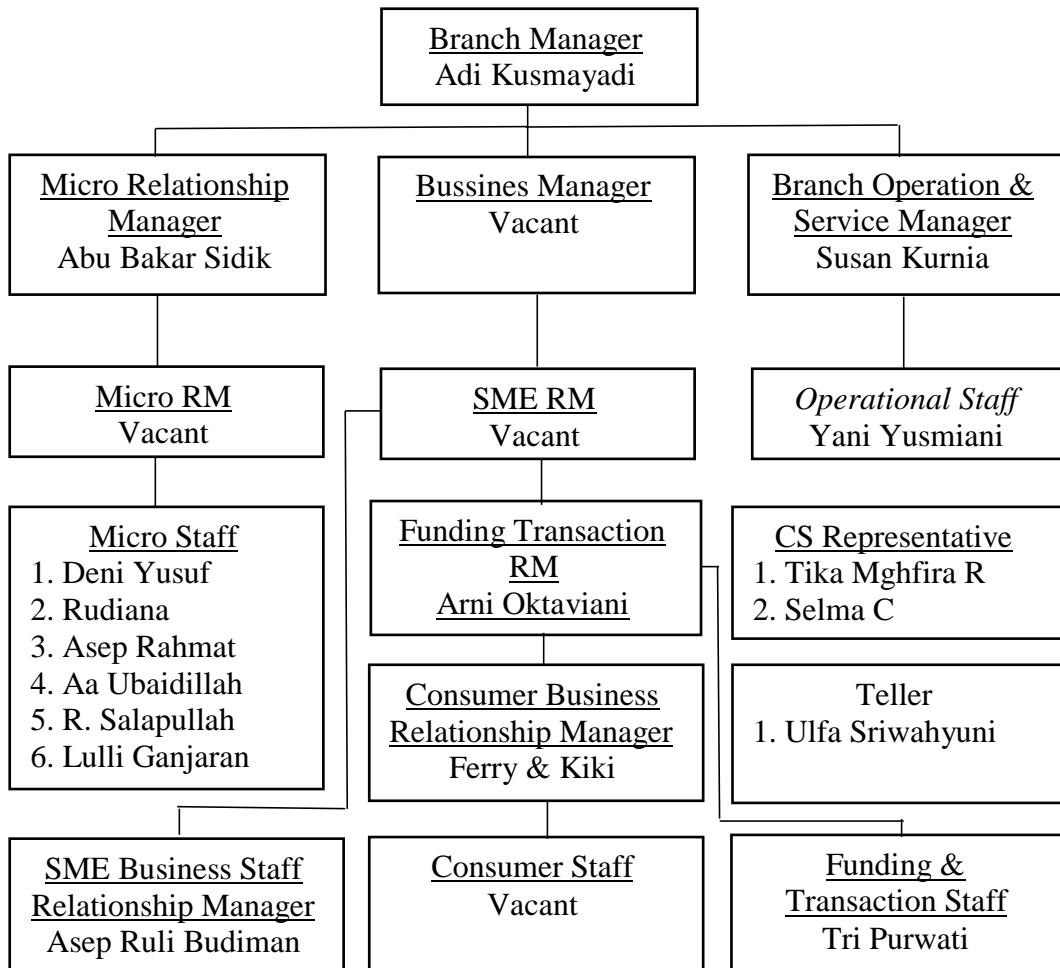 Branch Manager
Adi Kusmayadi
Micro Relationship
Manager
Abu Bakar Sidik
Bussines Manager
Vacant
Branch Operation &
Service Manager
Susan Kurnia
Micro RM
Vacant
SME RM
Vacant
Operational Staff
Yani Yusmiani
Micro Staff
1. Deni Yusuf
2. Rudiana
3. Asep Rahmat
4. Aa Ubaidillah
5. R. Salapullah
6. Lulli Ganjaran
Funding Transaction
RM
Arni Oktaviani
CS Representative
1. Tika Mghfira R
2. Selma C
Consumer Business
Relationship Manager
Ferry & Kiki
Teller
1. Ulfa Sriwahyuni
SME Business Staff
Relationship Manager
Asep Ruli Budiman
Consumer Staff
Vacant
Funding &
Transaction Staff
Tri Purwati